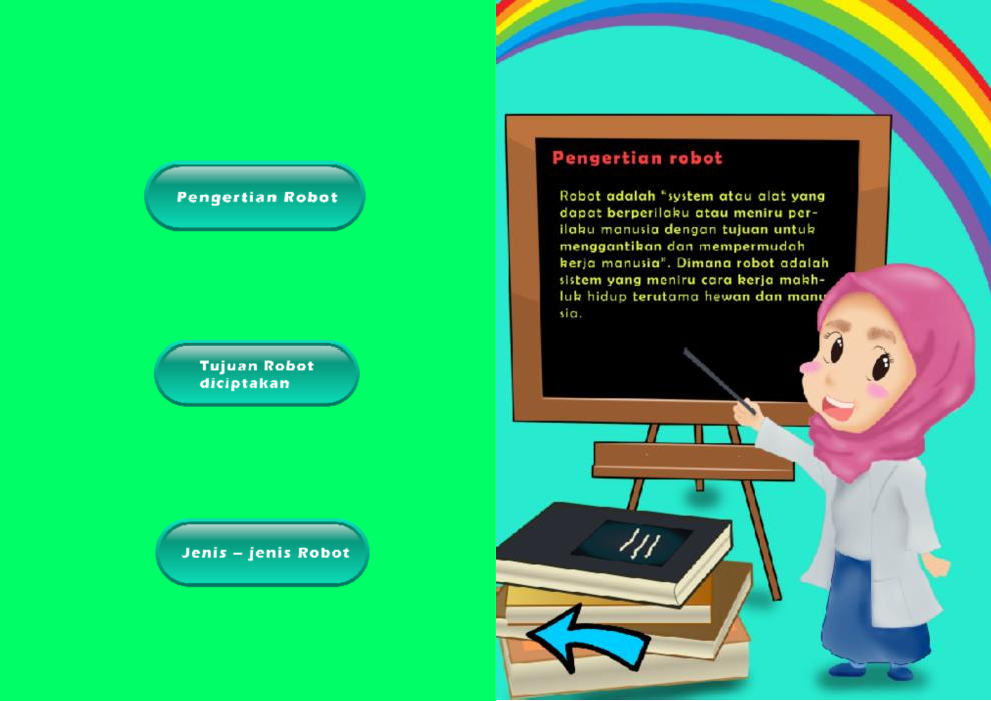 Pengertian Robot
Tujuan Robot
diciptakan
Jenis – jenis Robot
Pengertian robot
Robot adalah "system atau alat yang
dapat berperilaku atau meniru per-
ilaku manusia dengan tujuan untuk
menggantikan dan mempermudah
kerja manusia". Dimana robot adalah
sistem yang meniru cara kerja makh-
luk hidup terutama hewan dan manu
sia.